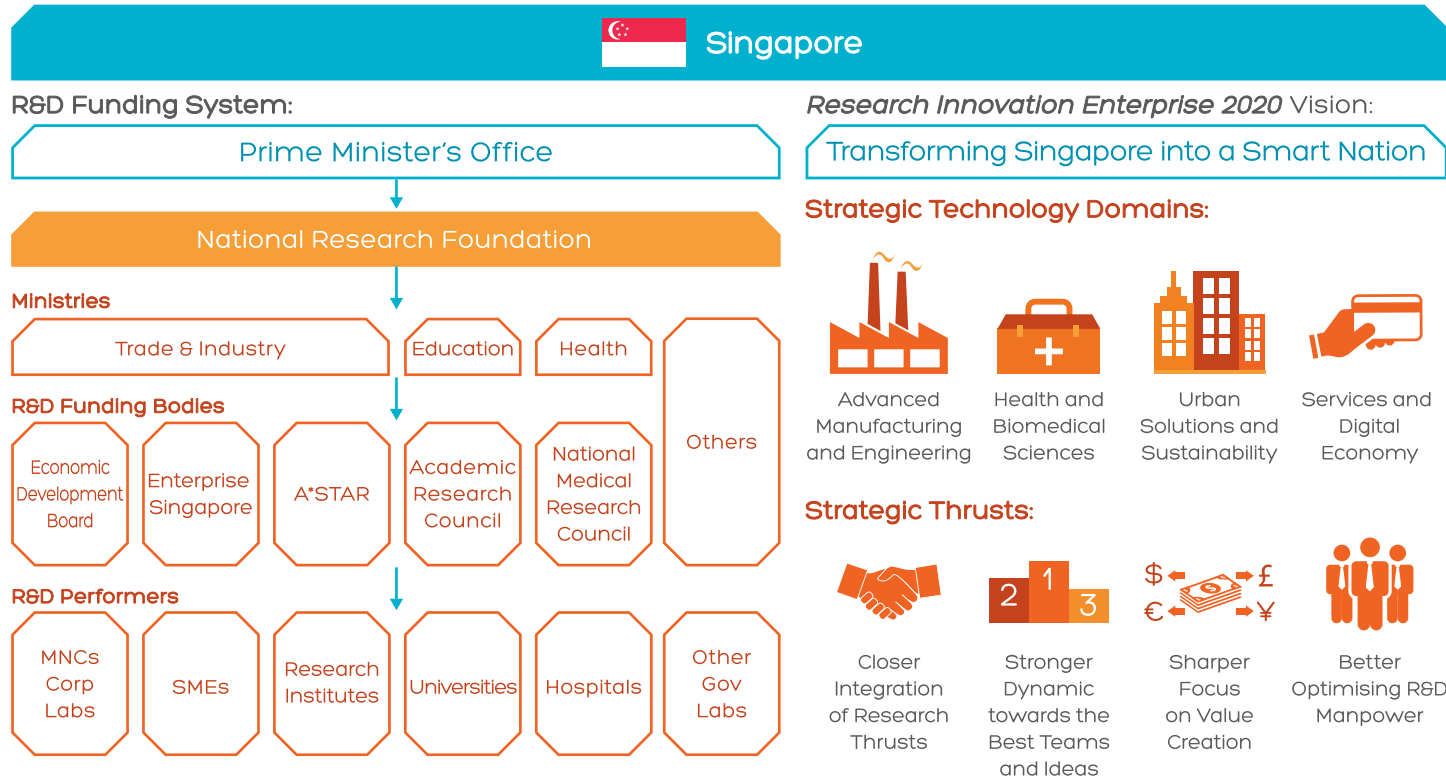 Singapore
R&D Funding System:
Prime Minister's Office
National Research Foundation
Ministries
Trade & Industry
Education
Health
Others
R&D Funding Bodies
Economic
Development
Board
Enterprise
Singapore
A*STAR
Academic
Research
Council
National
Medical
Research
Council
R&D Performers
MNCs
Corp
Labs
SMEs
Research
Institutes
Universities
Hospitals
Other
Gov
Labs
Research Innovation Enterprise 2020 Vision:
Transforming Singapore into a Smart Nation
Strategic Technology Domains:
Advanced
Manufacturing
and Engineering
Health and
Biomedical
Sciences
Urban
Solutions and
Sustainability
Services and
Digital
Economy
Strategic Thrusts:
Closer
Integration
of Research
Thrusts
2 1 3
Stronger
Dynamic
towards the
Best Teams
and Ideas
$ £
€ ¥
Sharper
Focus
on Value
Creation
Better
Optimising R&D
Manpower